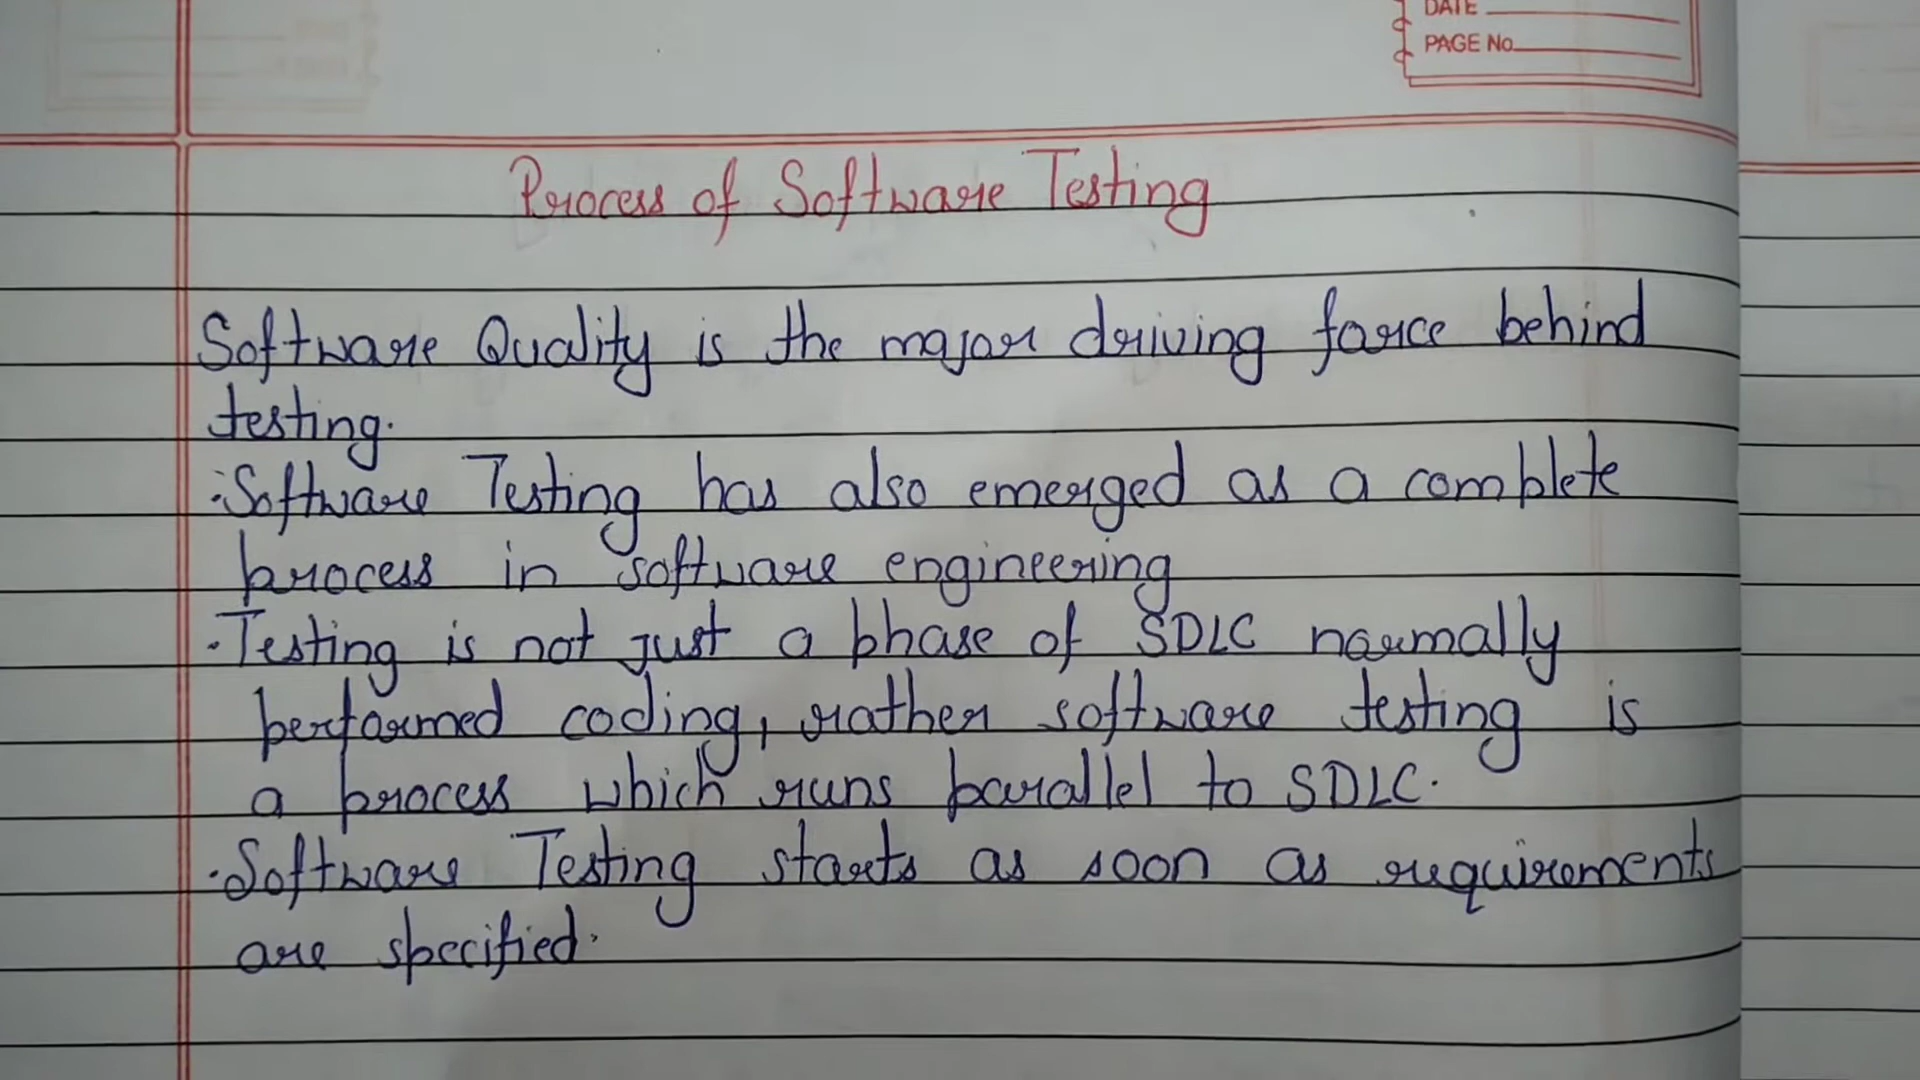 DATE
PAGE No.
Process of Software Testing
Software Quality is the major driving force behind
testing.
· Software Testing has also emerged as a complete
process in software engineering
· Testing is not just a phase of SDLC normally
performed coding, rather software testing is
a process which runs parallel to SDLC.
· Software Testing starts as soon as requirements
are specified.